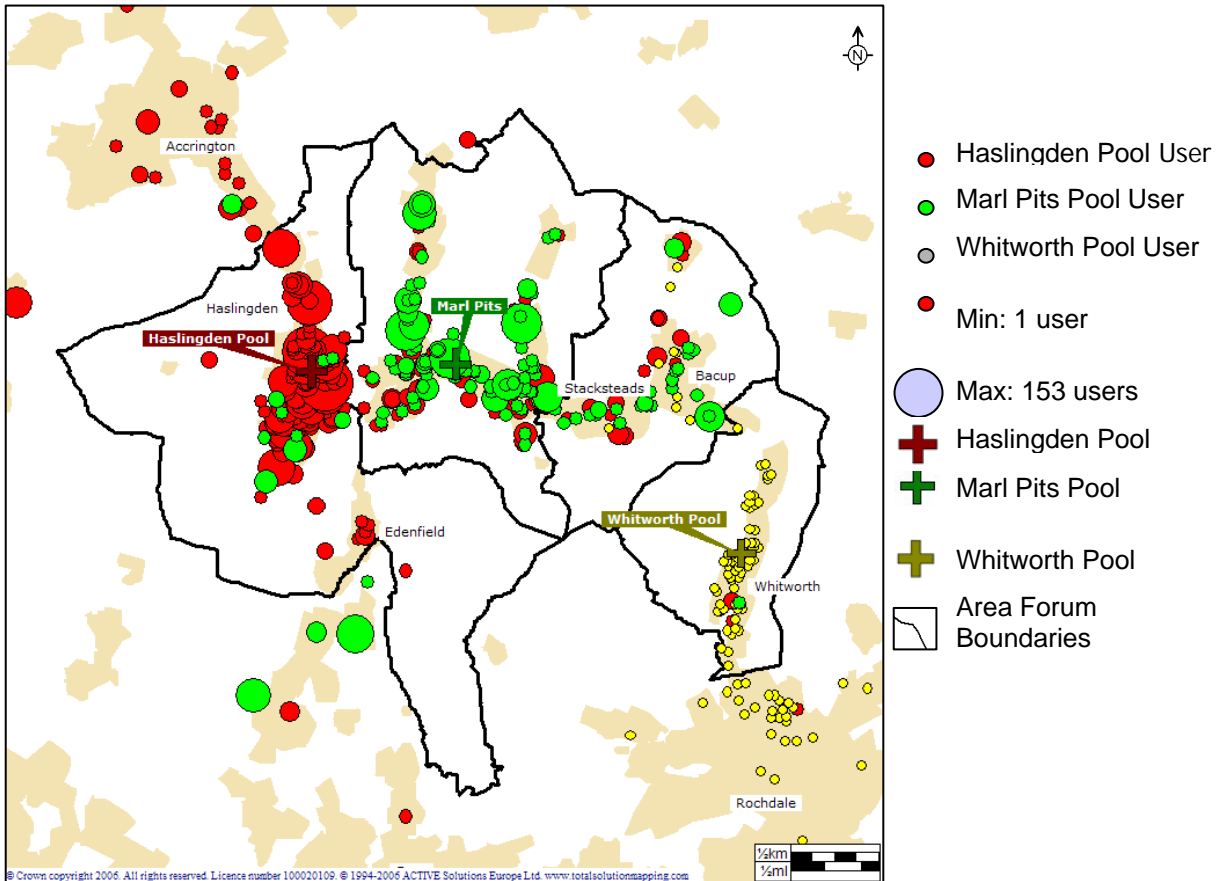 N
Accrington
Haslingden
Haslingden Pool
Marl Pits
Stacksteads
Bacup
Edenfield
Whitworth Pool
Whitworth
Rochdale
½km
½ml
© Crown copyright 2006. All rights reserved. Licence number 100020109. © 1994-2006 ACTIVE Solutions Europe Ltd. www.totalsolutionmapping.com
Haslingden Pool User
Marl Pits Pool User
Whitworth Pool User
Min: 1 user
Max: 153 users
Haslingden Pool
Marl Pits Pool
Whitworth Pool
Area Forum
Boundaries